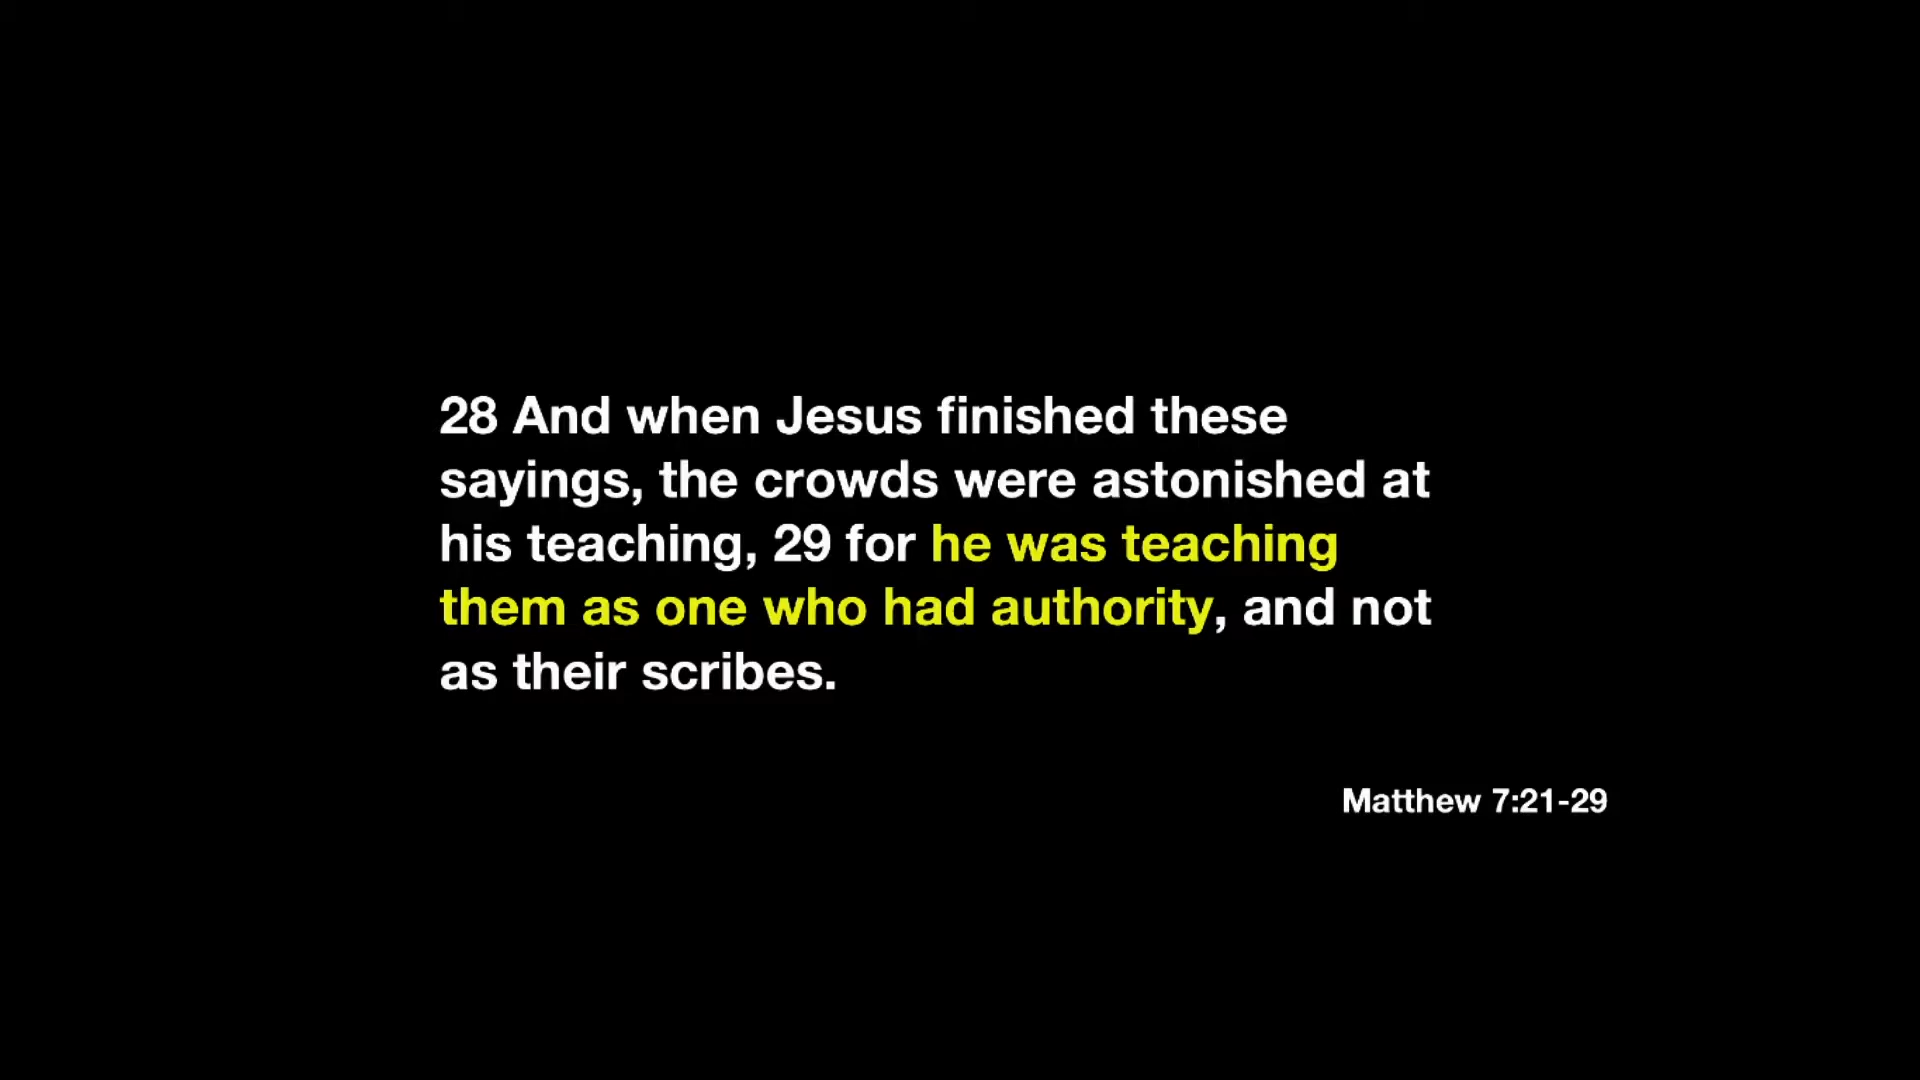 28 And when Jesus finished these
sayings, the crowds were astonished at
his teaching, 29 for he was teaching
them as one who had authority, and not
as their scribes.
Matthew 7:21-29